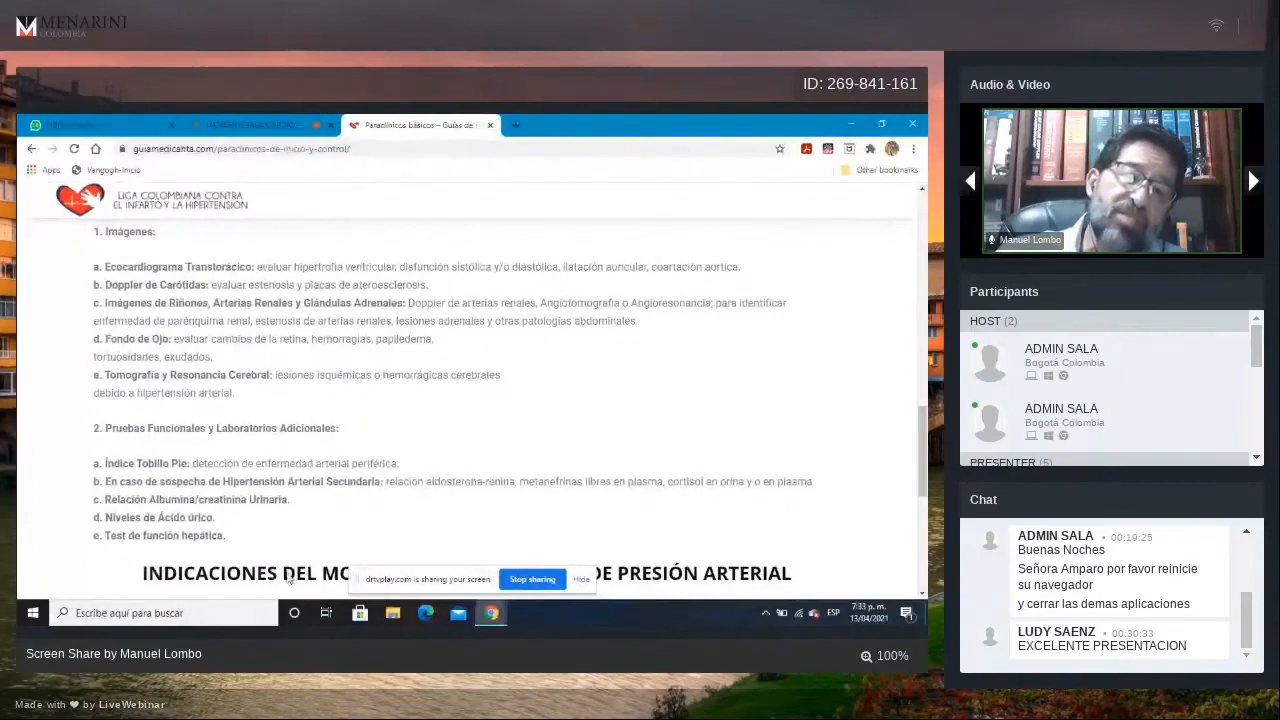 MENARINI
COLOMBIA
ID: 269-841-161
Paraclínicos básicos – Guías de
guiamedicahta.com/paraclinicos-de-inicio-y-control/
Apps
Vangogh-Inicio
Other bookmarks
LIGA COLOMBIANA CONTRA
EL INFARTO Y LA HIPERTENSIÓN
1. Imágenes:
a. Ecocardiograma Transtorácico: evaluar hipertrofia ventricular, disfunción sistólica y/o diástolica, ilatación auricular, coartación aortica.
b. Doppler de Carótidas: evaluar estenosis y placas de ateroesclerosis.
c. Imágenes de Riñones, Arterias Renales y Glándulas Adrenales: Doppler de arterias renales, Angiotomografia o Angioresonancia; para identificar
enfermedad de parénquima renal, estenosis de arterias renales, lesiones adrenales y otras patologías abdominales.
d. Fondo de Ojo: evaluar cambios de la retina, hemorragias, papiledema,
tortuosidades, exudados.
e. Tomografía y Resonancia Cerebral: lesiones isquémicas o hemorrágicas cerebrales
debido a hipertensión arterial.
2. Pruebas Funcionales y Laboratorios Adicionales:
a. Índice Tobillo Pie: detección de enfermedad arterial periférica.
b. En caso de sospecha de Hipertensión Arterial Secundaria: relación aldosterona-renina, metanefrinas libres en plasma, cortisol en orina y o en plasma.
c. Relación Albumina/creatinina Urinaria.
d. Niveles de Ácido úrico.
e. Test de función hepática.
INDICACIONES DEL MO DE PRESIÓN ARTERIAL
drtvplay.com is sharing your screen
Stop sharing
Hide
Escribe aquí para buscar
ESP
7:33 p. m.
13/04/2021
Screen Share by Manuel Lombo
100%
Made with ❤ by LiveWebinar
Audio & Video
Manuel Lombo
Participants
HOST (2)
ADMIN SALA
Bogotá Colombia
ADMIN SALA
Bogotá Colombia
PRESENTER (5)
Chat
ADMIN SALA • 00:19:25
Buenas Noches
Señora Amparo por favor reinicie
su navegador
y cerrar las demas aplicaciones
LUDY SAENZ • 00:30:33
EXCELENTE PRESENTACION